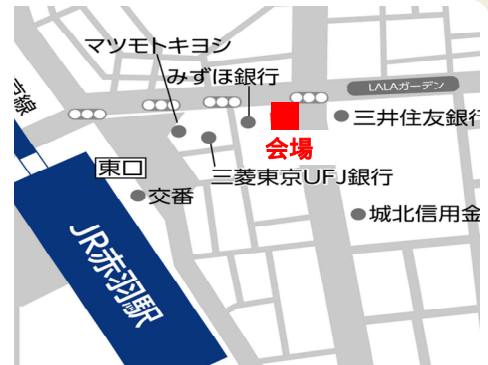 マツモトキヨシ
みずほ銀行
LALAガーデン
線
三井住友銀行
会場
東口
三菱東京UFJ銀行
交番
城北信用金
JR赤羽駅